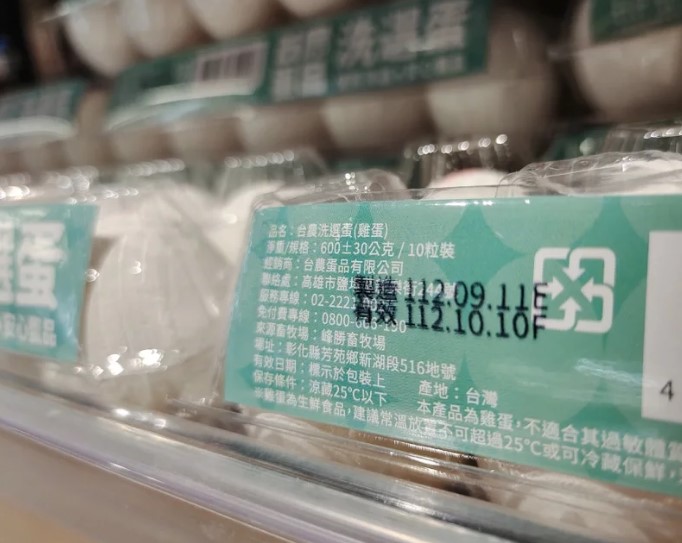 洗選蛋
選蛋
安心蛋品
品名：台農洗選蛋(雞蛋)
淨重/規格：600±30公克 / 10粒裝
經銷商：台農蛋品有限公司
聯絡處：高雄市鹽埕
服務專線：02-222
免付費專線：0800-
來源畜牧場：峰勝畜牧場
場址：彰化縣芳苑鄉新湖段516地號
有效日期：標示於包裝上
產地：台灣
保存條件：涼藏25°C以下
本產品為雞蛋，不適合其過敏體質
雞蛋為生鮮食品，建議常溫放置不可超過25°C或可冷藏保鮮，
製造 112.09.11E
有效 112.10.10F
4